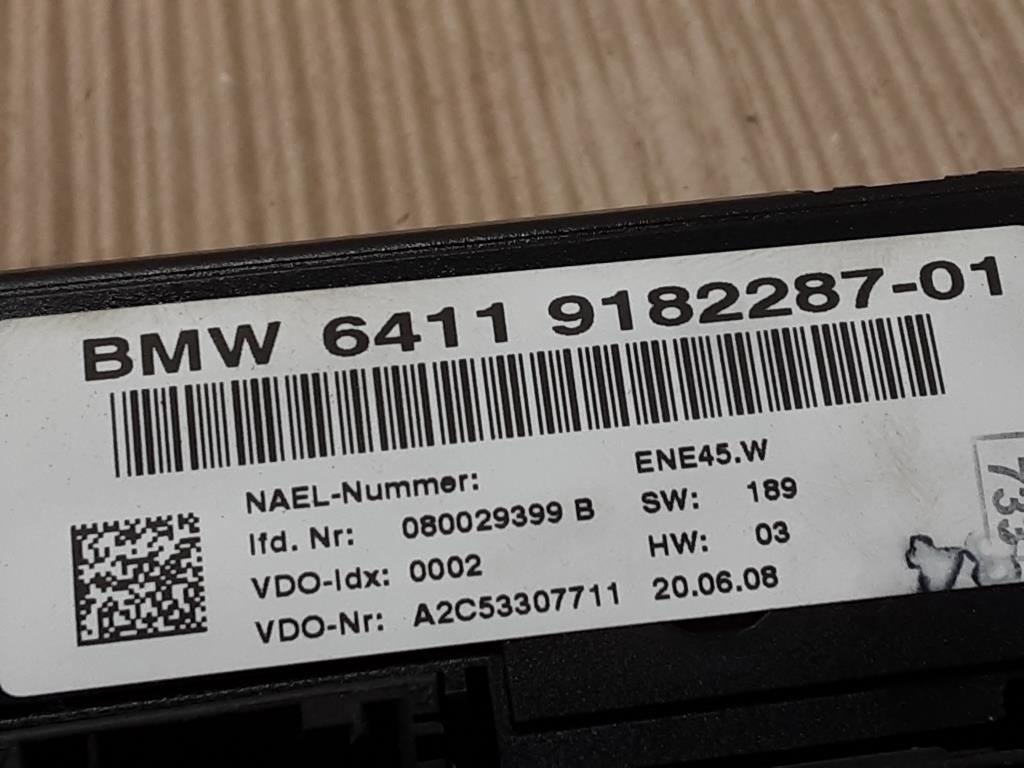 BMW 6411 9182287-01
NAEL-Nummer: ENE45.W
lfd. Nr: 080029399 B SW: 189
VDO-Idx: 0002 HW: 03
VDO-Nr: A2C53307711 20.06.08